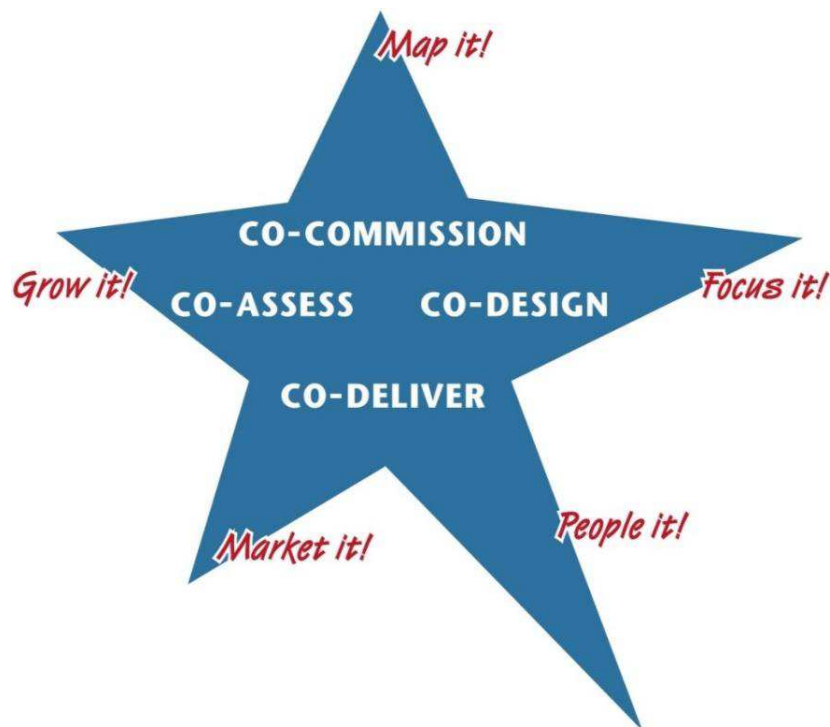 Map it!
CO-COMMISSION
Grow it!
Focus it!
CO-ASSESS CO-DESIGN
CO-DELIVER
People it!
Market it!